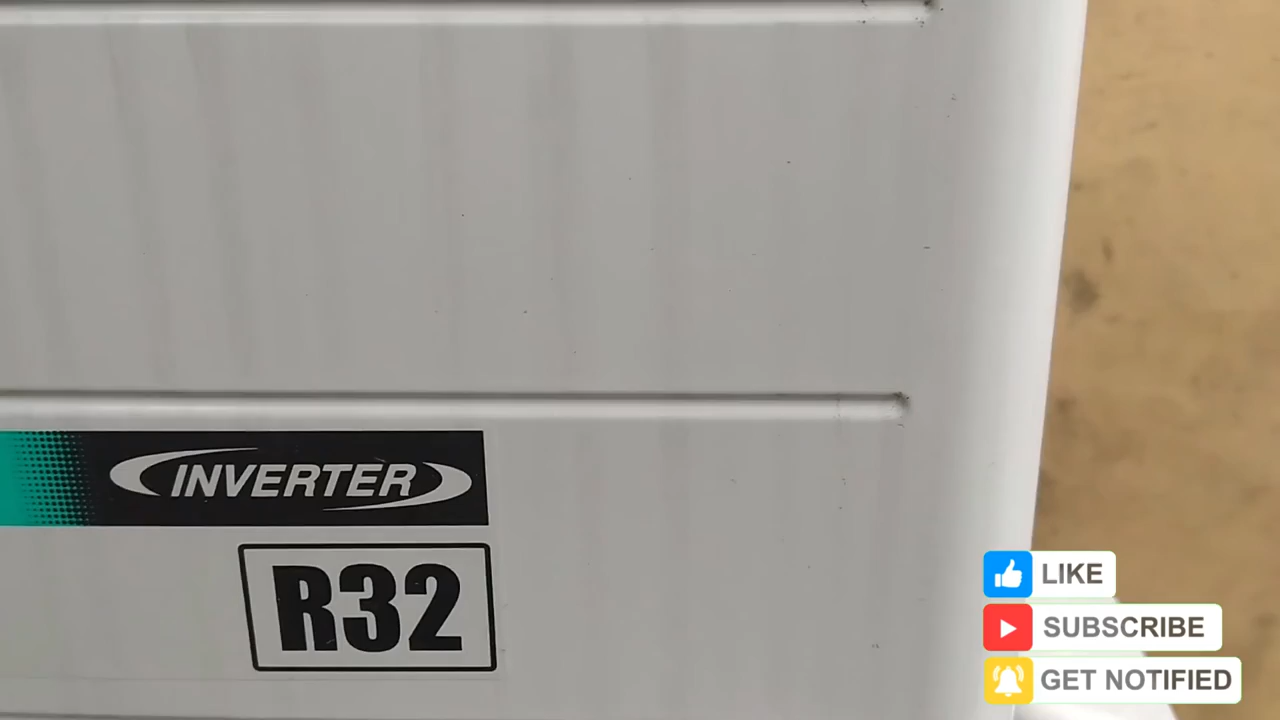 INVERTER
R32
LIKE
SUBSCRIBE
GET NOTIFIED